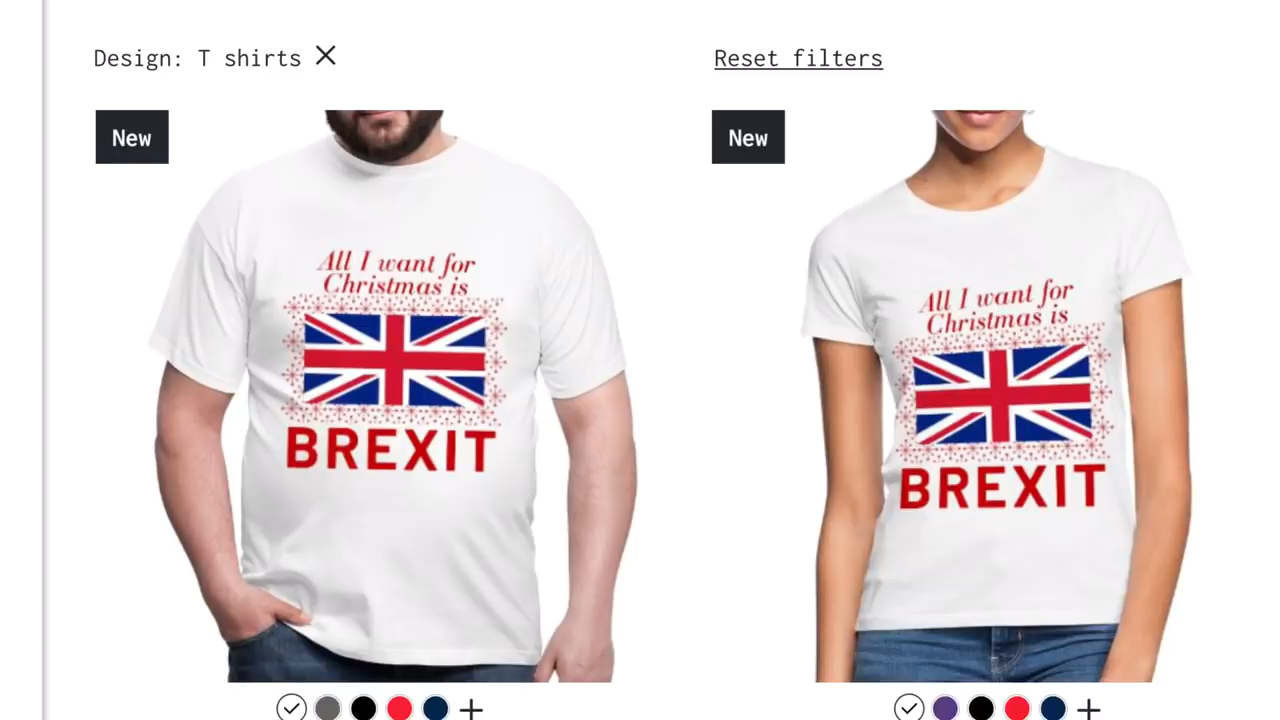 Design: T shirts
Reset filters
New
All I want for
Christmas is
BREXIT
New
All I want for
Christmas is
BREXIT